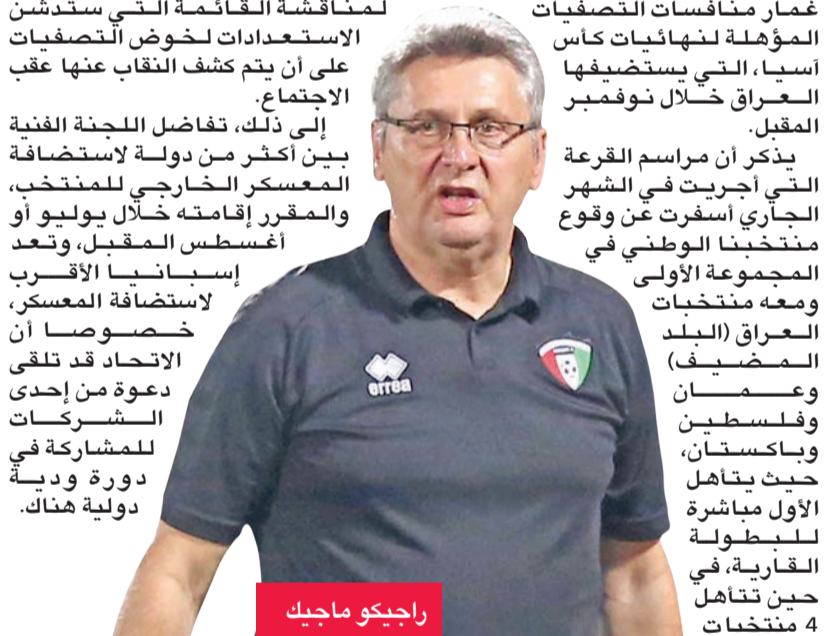 غمار منافسات التصفيات
المؤهلة لنهائيات كأس
آسيا، التي يستضيفها
العراق خلال نوفمبر
المقبل.
يذكر أن مراسم القرعة
التي أجريت في الشهر
الجاري أسفرت عن وقوع
منتخبنا الوطني في
المجموعة الأولى
ومعه منتخبات
العراق (البلد
المضيف)
وعمان
وفلسطين
وباكستان،
حيث يتأهل
الأول مباشرة
للبطولة
القارية، في
حين تتأهل
4 منتخبات
لمناقشة القائمة التي ستدشن
الاستعدادات لخوض التصفيات
على أن يتم كشف النقاب عنها عقب
الاجتماع.
إلى ذلك، تفاضل اللجنة الفنية
بين أكثر من دولة لاستضافة
المعسكر الخارجي للمنتخب،
والمقرر إقامته خلال يوليو أو
أغسطس المقبل، وتعد
إسبانيا الأقرب
لاستضافة المعسكر،
خصوصا أن
الاتحاد قد تلقى
دعوة من إحدى
الشركات
للمشاركة في
دورة ودية
دولية هناك.
errea
راجيكو ماجيك